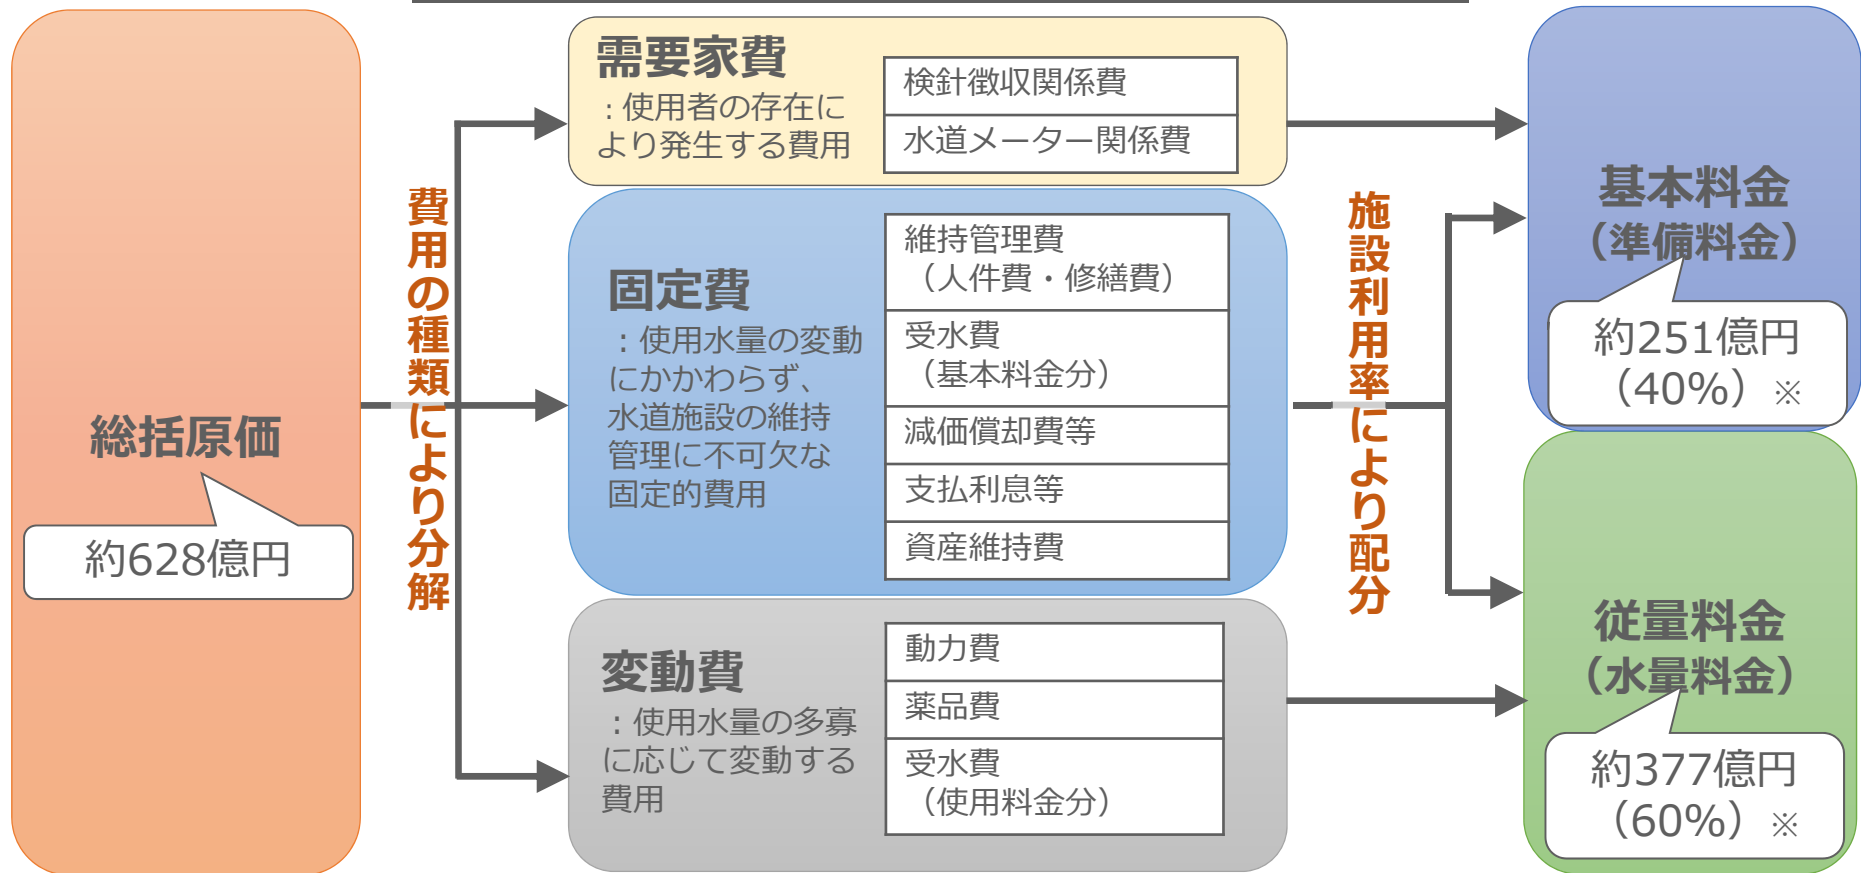 総括原価
約628億円
費用の種類により分解
需要家費
：使用者の存在に
より発生する費用
検針徴収関係費
水道メーター関係費
固定費
：使用水量の変動
にかかわらず、
水道施設の維持
管理に不可欠な
固定的費用
維持管理費
（人件費・修繕費）
受水費
（基本料金分）
減価償却費等
支払利息等
資産維持費
変動費
：使用水量の多寡
に応じて変動する
費用
動力費
薬品費
受水費
（使用料金分）
施設利用率により配分
基本料金
（準備料金）
約251億円
（40%）※
従量料金
（水量料金）
約377億円
（60%）※